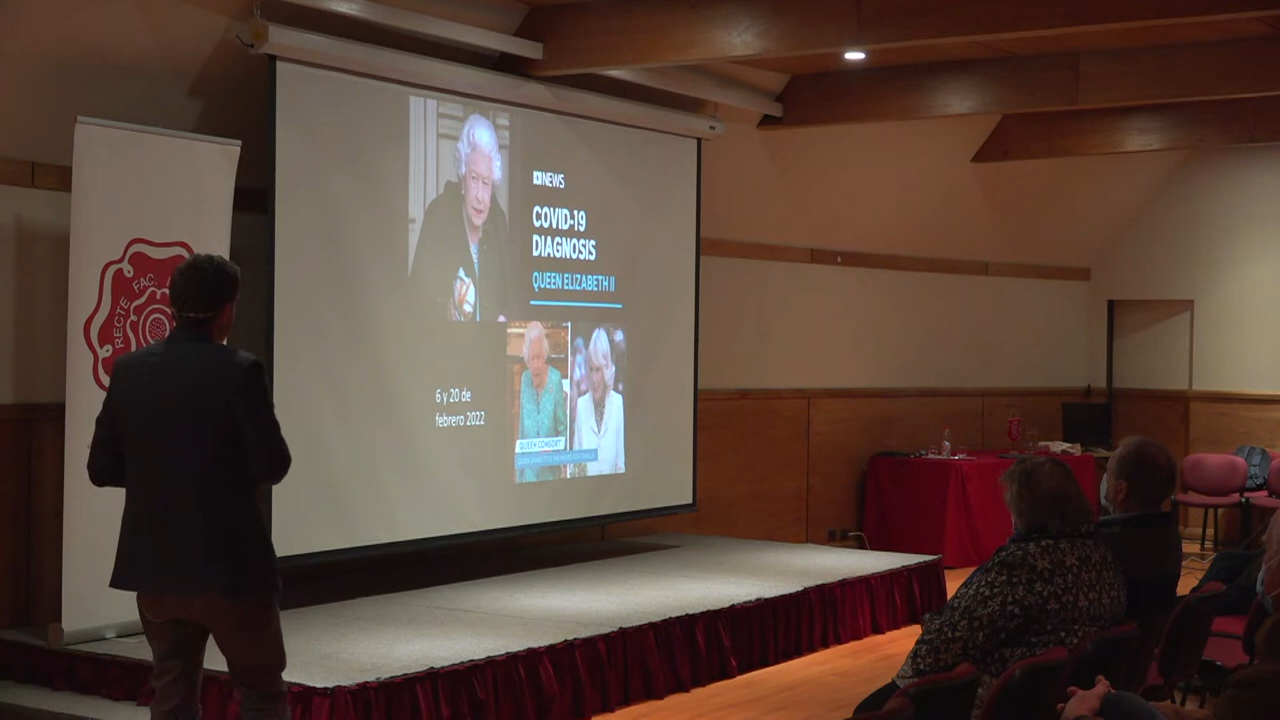 RECTE FAC.
NEWS
COVID-19
DIAGNOSIS
QUEEN ELIZABETH II
6 y 20 de
febrero 2022
QUEEN CONSORT